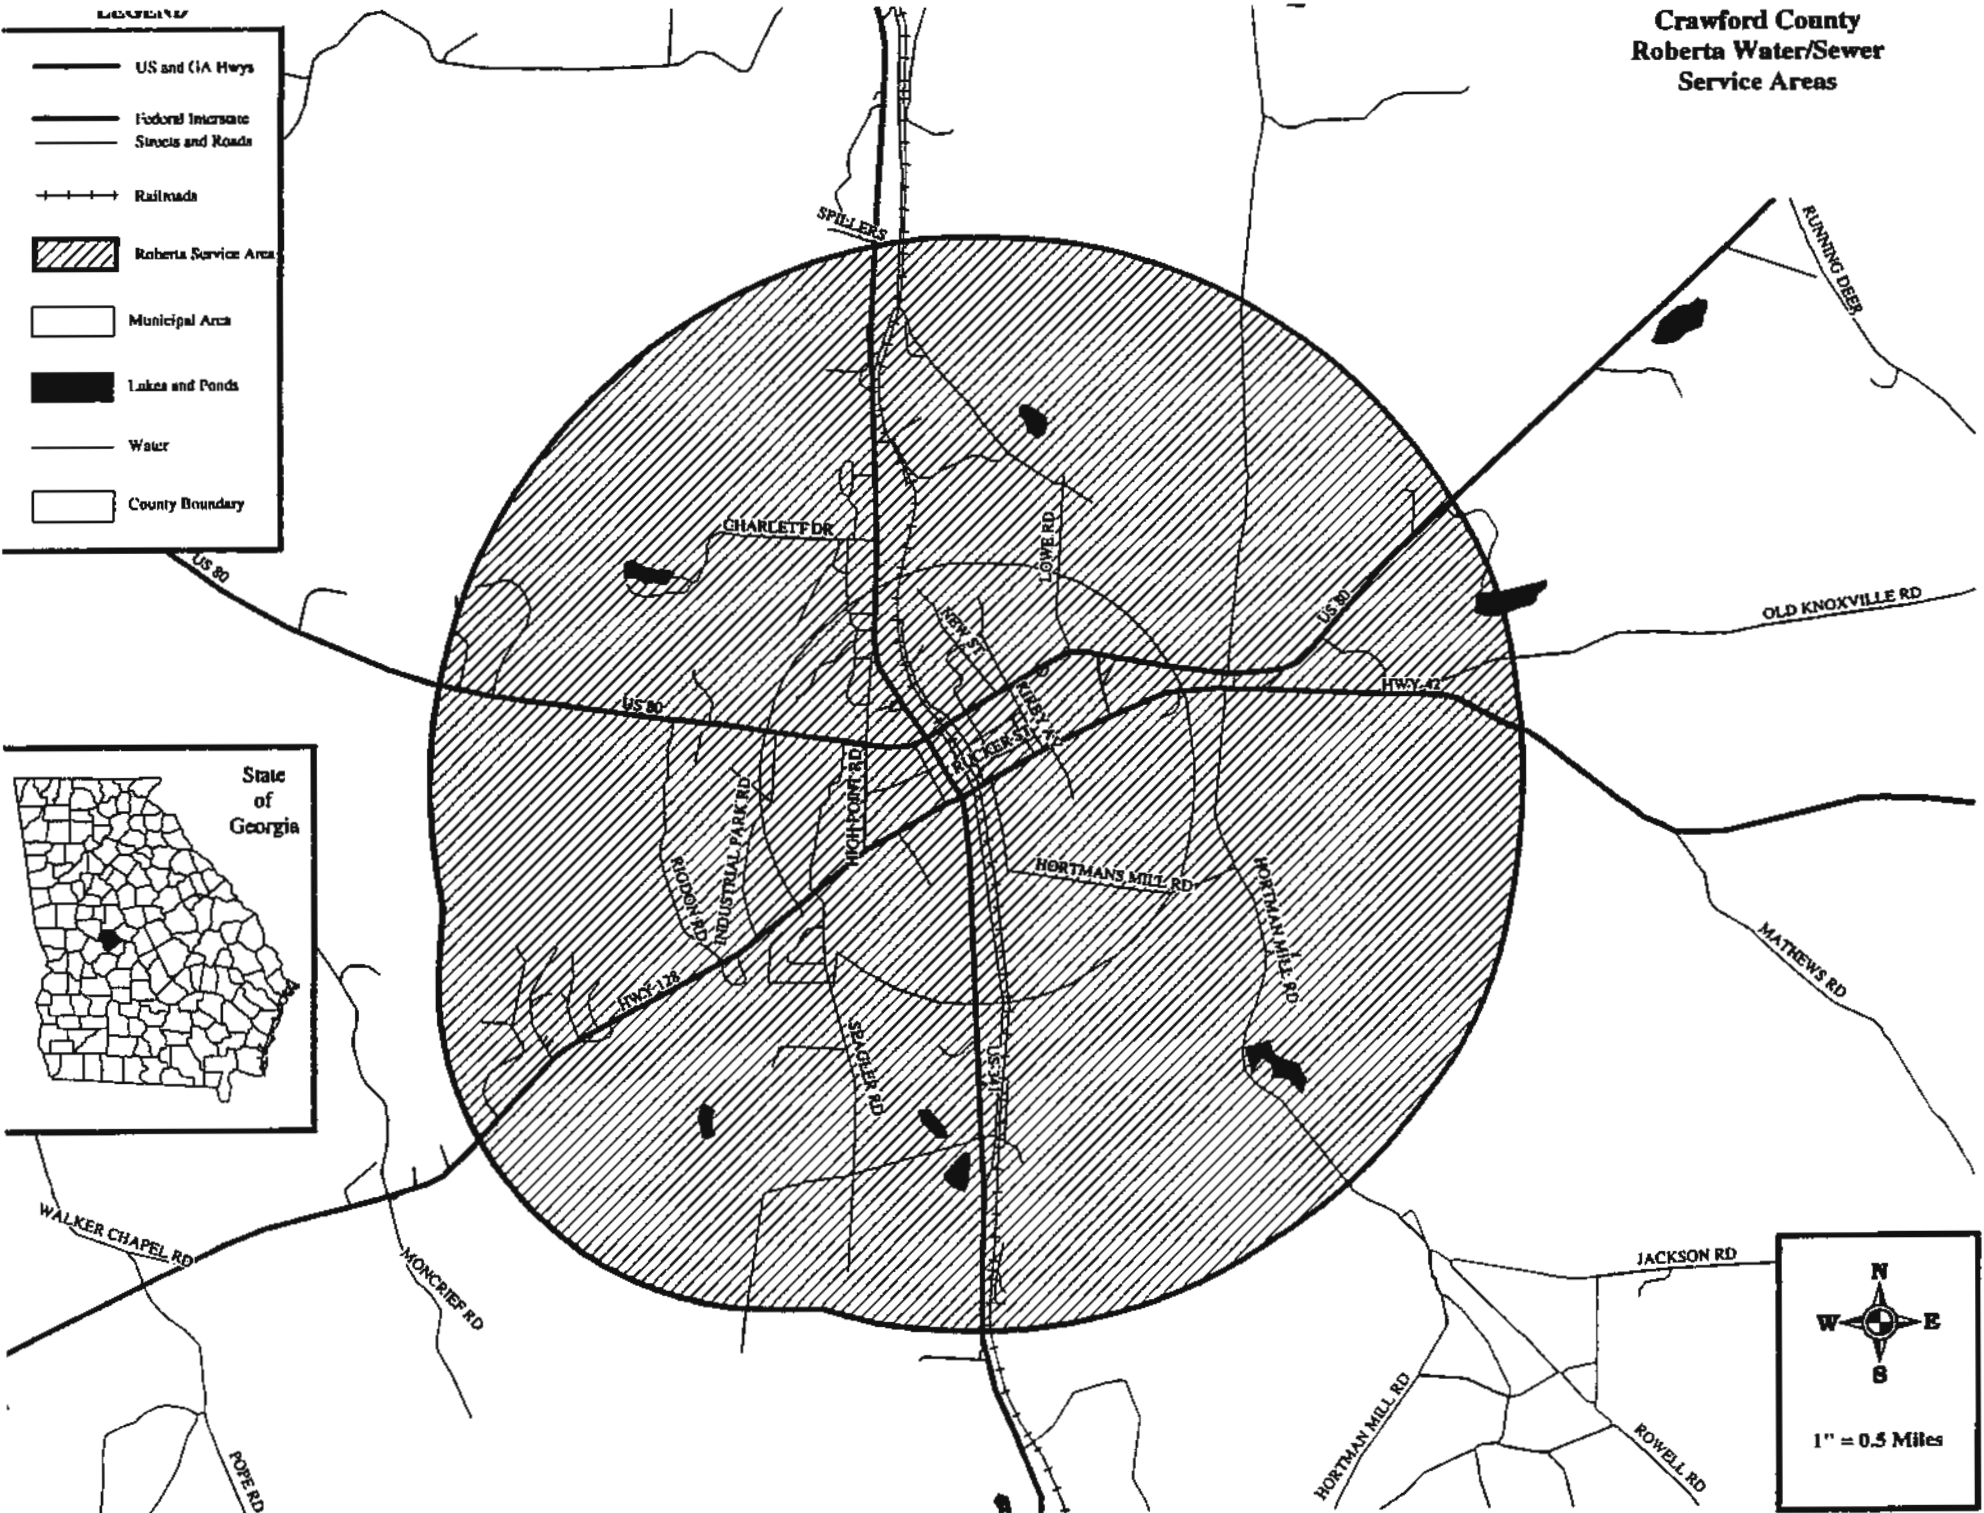 LEGEND
US and GA Hwys
Federal Interstate
Streets and Roads
Railroads
Roberta Service Area
Municipal Area
Lakes and Ponds
Water
County Boundary
Crawford County
Roberta Water/Sewer
Service Areas
SPILLERS
RUNNING DEER
CHARLETT DR
LOWE RD
US 80
US 80
OLD KNOXVILLE RD
NEW ST
KIRBY
HWY 42
US 80
RUCKER ST
State
of
Georgia
HIGH POINT RD
INDUSTRIAL PARK RD
RIGDON RD
HORTMANS MILL RD
HORTMAN MILL RD
MATHEWS RD
HWY 128
SEAGLER RD
US 341
WALKER CHAPEL RD
MONCRIEF RD
JACKSON RD
HORTMAN MILL RD
ROWELL RD
POPE RD
N
W
E
S
1" = 0.5 Miles